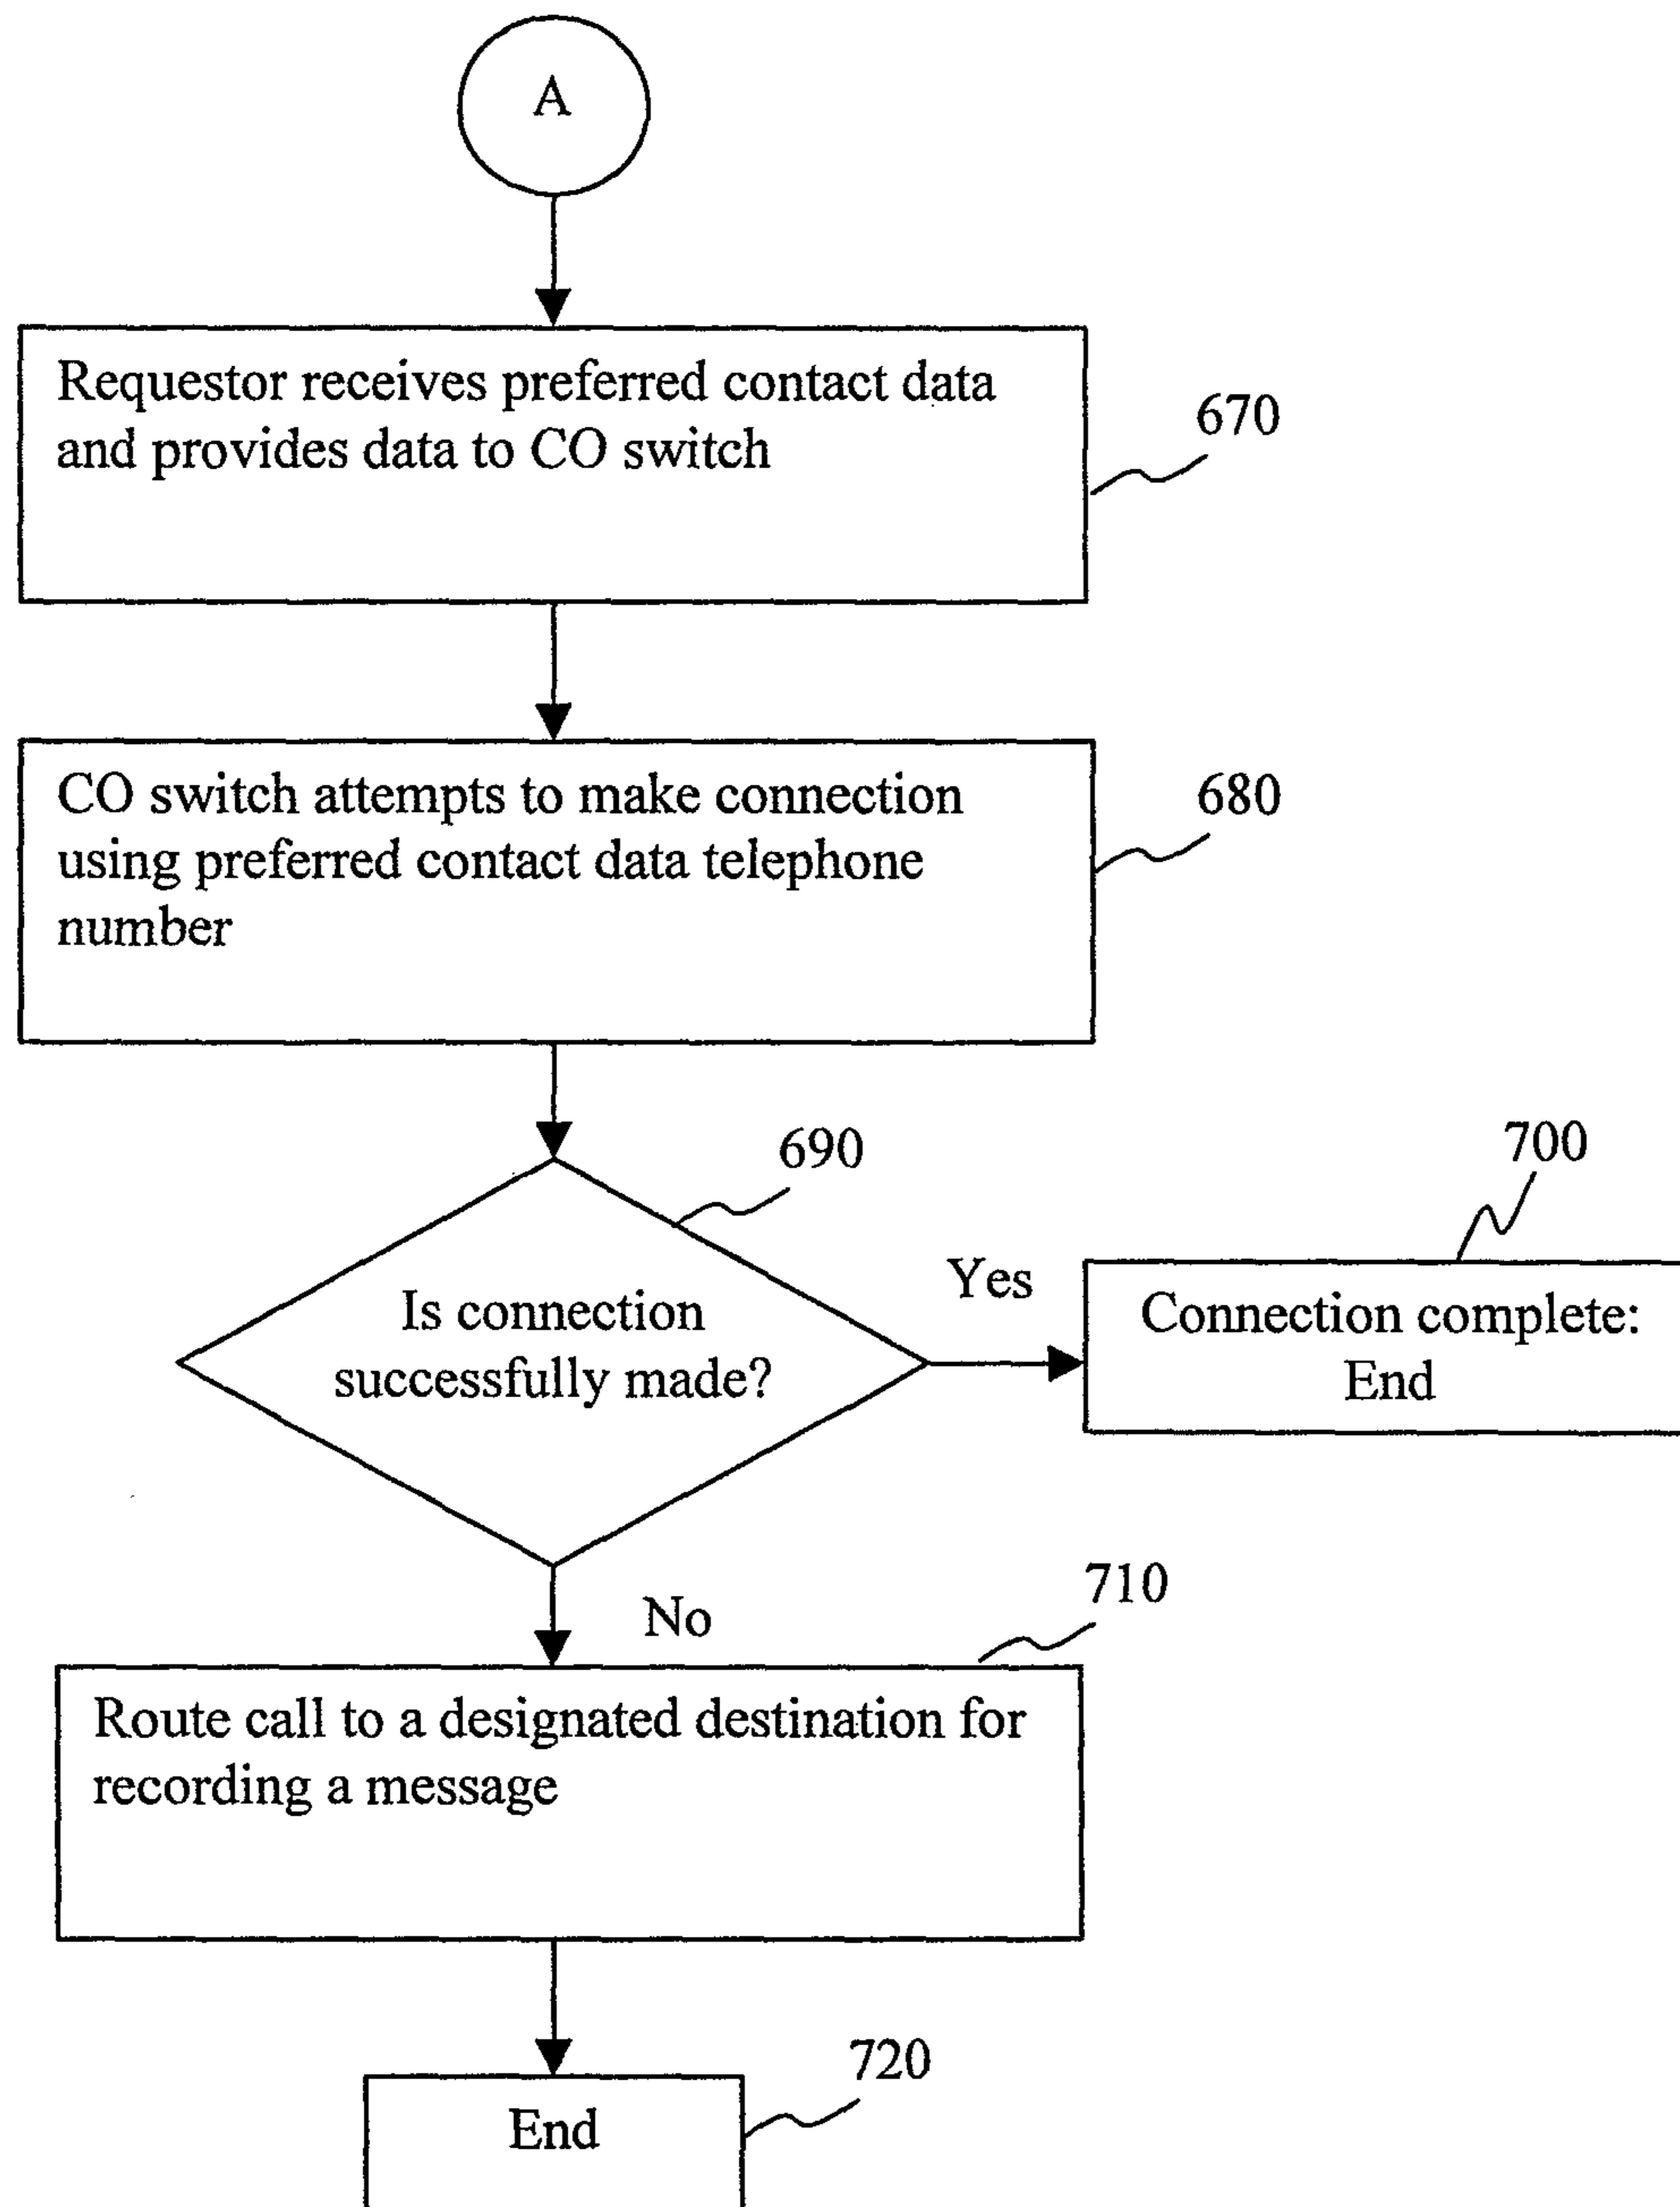 A
Requestor receives preferred contact data
and provides data to CO switch
670
CO switch attempts to make connection
using preferred contact data telephone
number
680
690
Is connection
successfully made?
Yes
700
Connection complete:
End
No
710
Route call to a designated destination for
recording a message
720
End